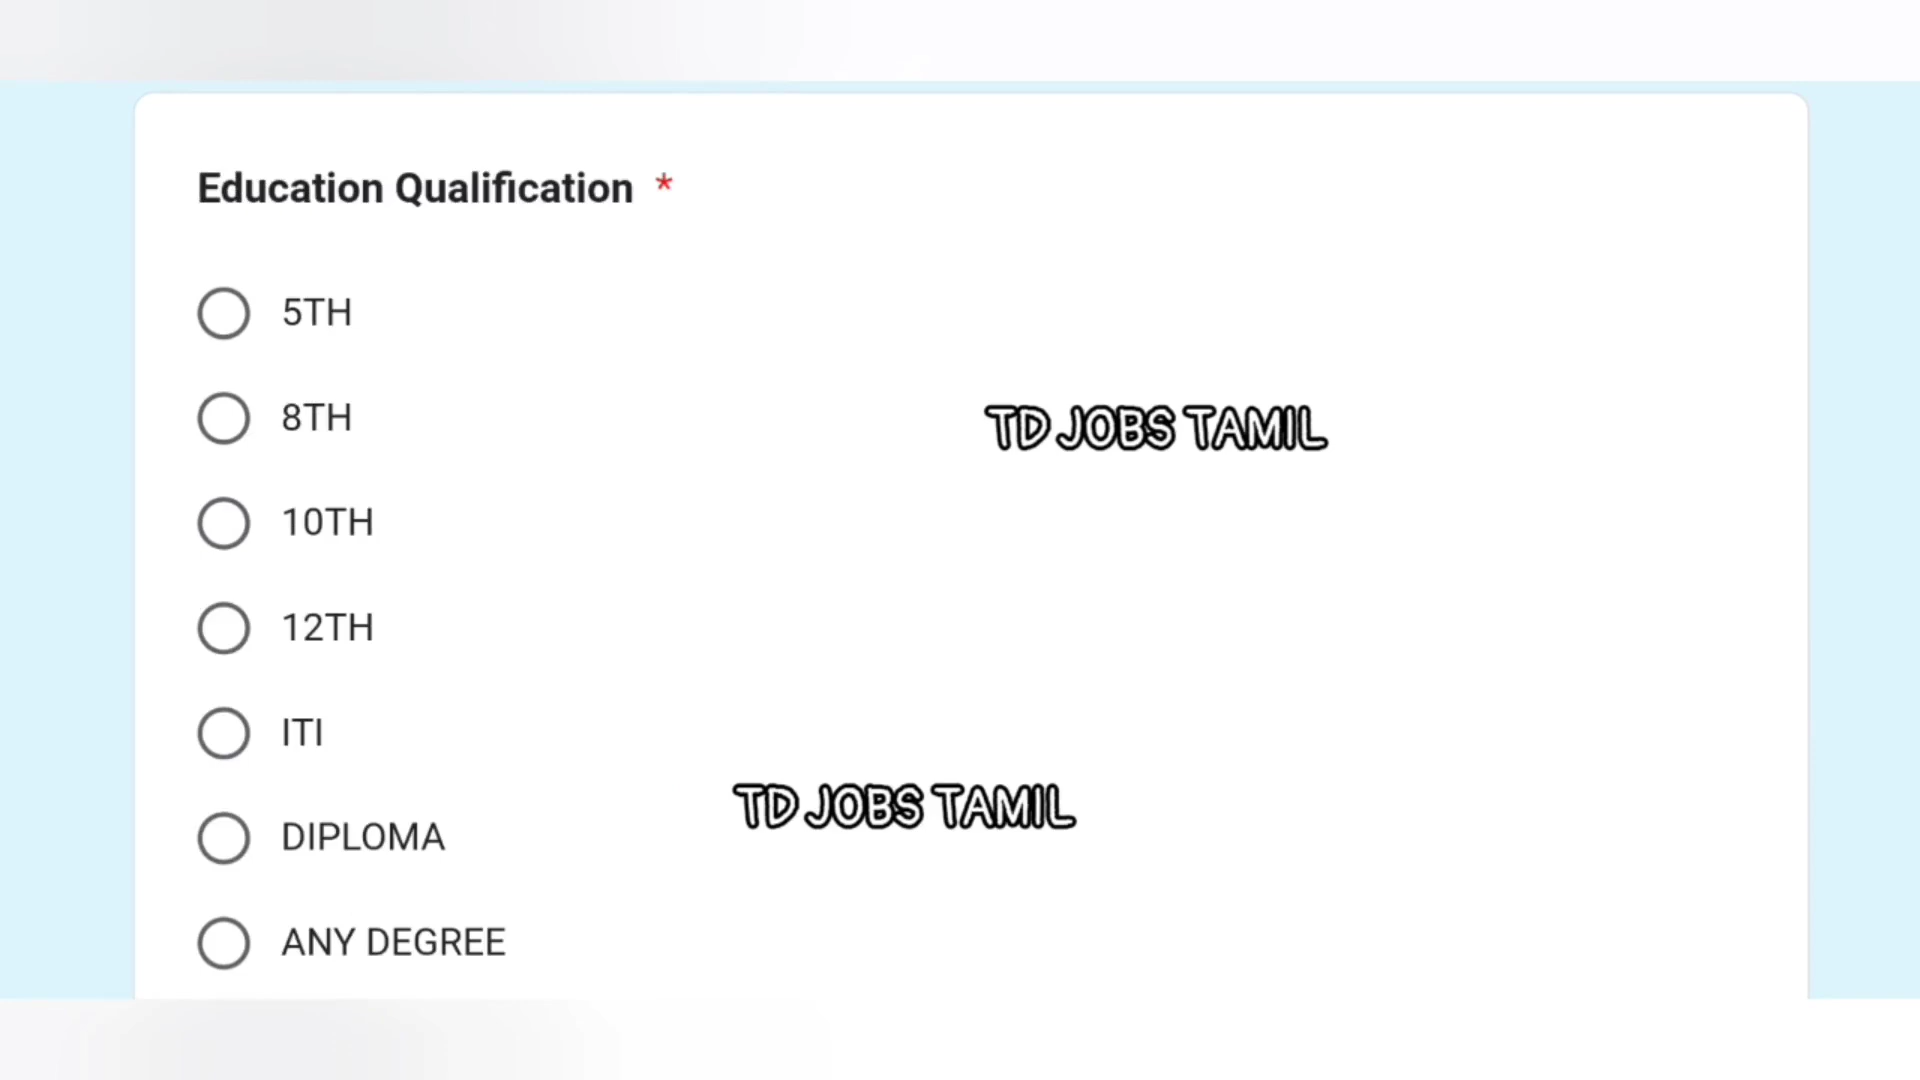 Education Qualification *
5TH
8TH
TD JOBS TAMIL
10TH
12TH
ITI
TD JOBS TAMIL
DIPLOMA
ANY DEGREE